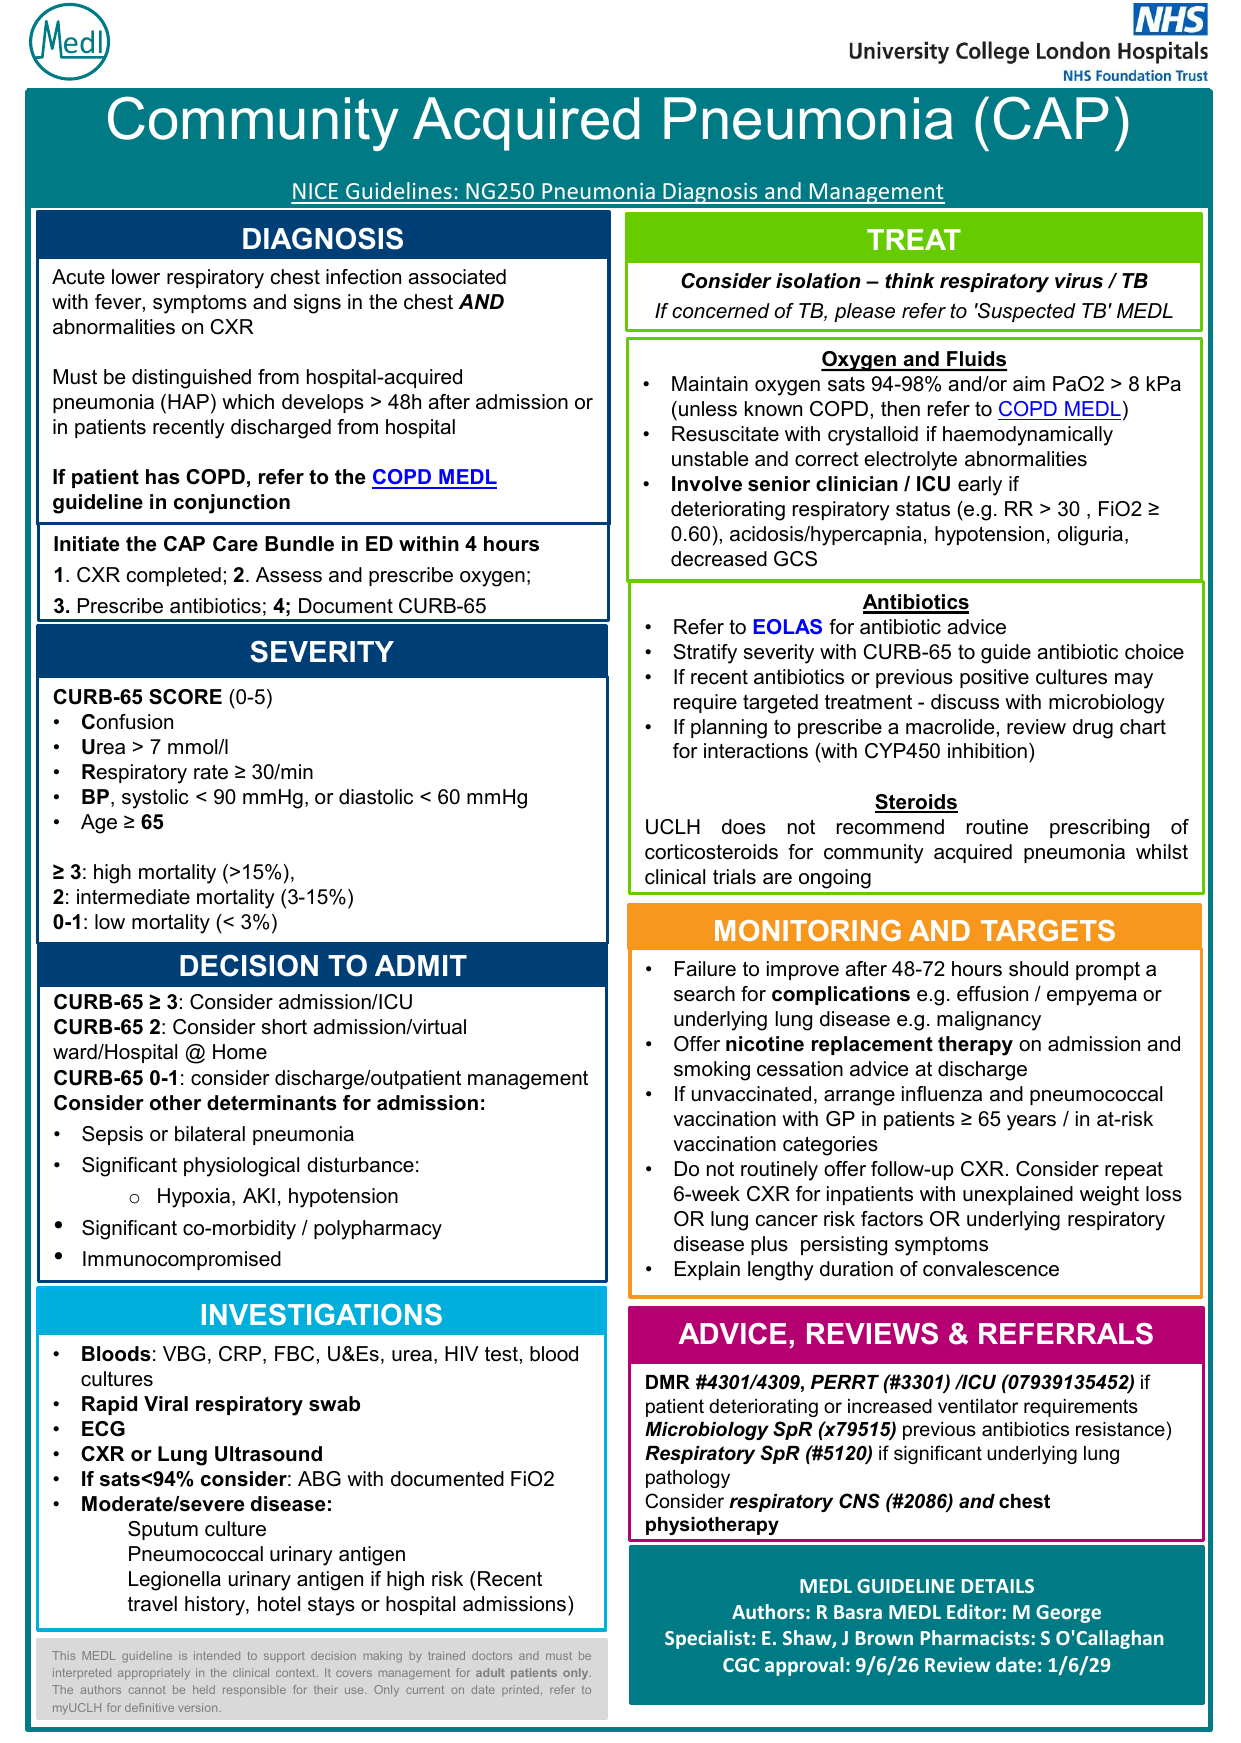 Medl
NHS
University College London Hospitals
NHS Foundation Trust
Community Acquired Pneumonia (CAP)
NICE Guidelines: NG250 Pneumonia Diagnosis and Management
DIAGNOSIS
Acute lower respiratory chest infection associated
with fever, symptoms and signs in the chest AND
abnormalities on CXR
Must be distinguished from hospital-acquired
pneumonia (HAP) which develops > 48h after admission or
in patients recently discharged from hospital
If patient has COPD, refer to the COPD MEDL
guideline in conjunction
Initiate the CAP Care Bundle in ED within 4 hours
1. CXR completed; 2. Assess and prescribe oxygen;
3. Prescribe antibiotics; 4; Document CURB-65
SEVERITY
CURB-65 SCORE (0-5)
• Confusion
• Urea > 7 mmol/l
• Respiratory rate ≥ 30/min
• BP, systolic < 90 mmHg, or diastolic < 60 mmHg
• Age ≥ 65
≥ 3: high mortality (>15%),
2: intermediate mortality (3-15%)
0-1: low mortality (< 3%)
DECISION TO ADMIT
CURB-65 ≥ 3: Consider admission/ICU
CURB-65 2: Consider short admission/virtual
ward/Hospital @ Home
CURB-65 0-1: consider discharge/outpatient management
Consider other determinants for admission:
• Sepsis or bilateral pneumonia
• Significant physiological disturbance:
o Hypoxia, AKI, hypotension
• Significant co-morbidity / polypharmacy
• Immunocompromised
INVESTIGATIONS
• Bloods: VBG, CRP, FBC, U&Es, urea, HIV test, blood
cultures
• Rapid Viral respiratory swab
• ECG
• CXR or Lung Ultrasound
• If sats<94% consider: ABG with documented FiO2
• Moderate/severe disease:
Sputum culture
Pneumococcal urinary antigen
Legionella urinary antigen if high risk (Recent
travel history, hotel stays or hospital admissions)
This MEDL guideline is intended to support decision making by trained doctors and must be
interpreted appropriately in the clinical context. It covers management for adult patients only.
The authors cannot be held responsible for their use. Only current on date printed, refer to
myUCLH for definitive version.
TREAT
Consider isolation – think respiratory virus / TB
If concerned of TB, please refer to 'Suspected TB' MEDL
Oxygen and Fluids
• Maintain oxygen sats 94-98% and/or aim PaO2 > 8 kPa
(unless known COPD, then refer to COPD MEDL)
• Resuscitate with crystalloid if haemodynamically
unstable and correct electrolyte abnormalities
• Involve senior clinician / ICU early if
deteriorating respiratory status (e.g. RR > 30 , FiO2 ≥
0.60), acidosis/hypercapnia, hypotension, oliguria,
decreased GCS
Antibiotics
• Refer to EOLAS for antibiotic advice
• Stratify severity with CURB-65 to guide antibiotic choice
• If recent antibiotics or previous positive cultures may
require targeted treatment - discuss with microbiology
• If planning to prescribe a macrolide, review drug chart
for interactions (with CYP450 inhibition)
Steroids
UCLH does not recommend routine prescribing of
corticosteroids for community acquired pneumonia whilst
clinical trials are ongoing
MONITORING AND TARGETS
• Failure to improve after 48-72 hours should prompt a
search for complications e.g. effusion / empyema or
underlying lung disease e.g. malignancy
• Offer nicotine replacement therapy on admission and
smoking cessation advice at discharge
• If unvaccinated, arrange influenza and pneumococcal
vaccination with GP in patients ≥ 65 years / in at-risk
vaccination categories
• Do not routinely offer follow-up CXR. Consider repeat
6-week CXR for inpatients with unexplained weight loss
OR lung cancer risk factors OR underlying respiratory
disease plus persisting symptoms
• Explain lengthy duration of convalescence
ADVICE, REVIEWS & REFERRALS
DMR #4301/4309, PERRT (#3301) /ICU (07939135452) if
patient deteriorating or increased ventilator requirements
Microbiology SpR (x79515) previous antibiotics resistance)
Respiratory SpR (#5120) if significant underlying lung
pathology
Consider respiratory CNS (#2086) and chest
physiotherapy
MEDL GUIDELINE DETAILS
Authors: R Basra MEDL Editor: M George
Specialist: E. Shaw, J Brown Pharmacists: S O'Callaghan
CGC approval: 9/6/26 Review date: 1/6/29